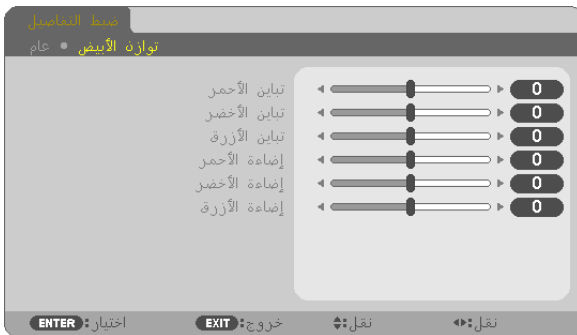 ضبط التفاصيل
عام • توازن الأبيض
تباين الأحمر 0
تباين الأخضر 0
تباين الأزرق 0
إضاءة الأحمر 0
إضاءة الأخضر 0
إضاءة الأزرق 0
ENTER :اختيار EXIT :خروج نقل: نقل: